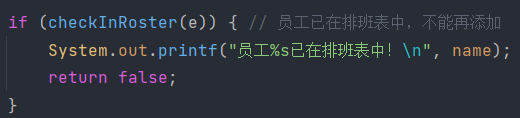 if (checkInRoster(e)) { // 员工已在排班表中，不能再添加
    System.out.printf("员工%s已在排班表中！\n", name);
    return false;
}